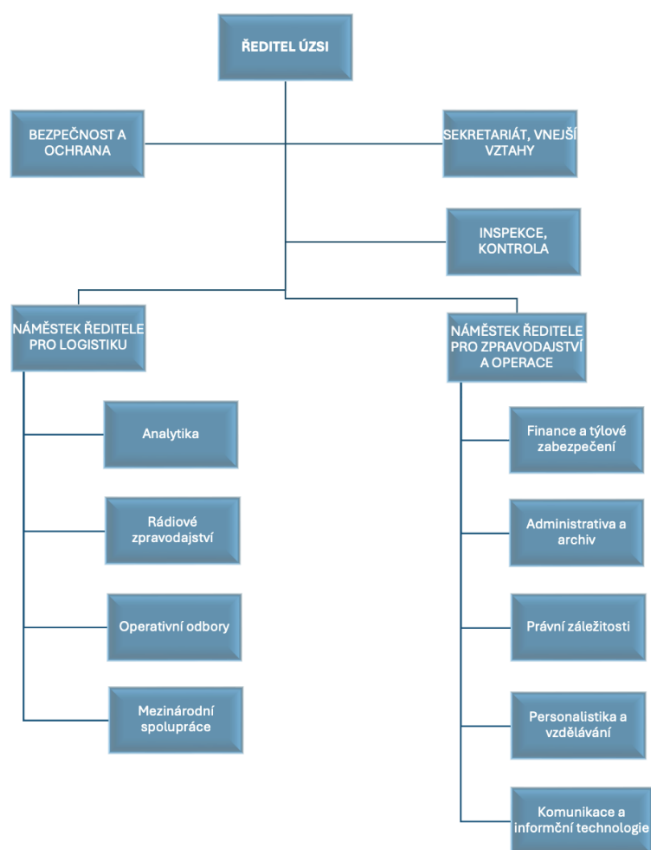 ŘEDITEL ÚZSI
BEZPEČNOST A
OCHRANA
SEKRETARIÁT, VNEJŠÍ
VZTAHY
INSPEKCE,
KONTROLA
NÁMĚSTEK ŘEDITELE
PRO LOGISTIKU
Analytika
Rádiové
zpravodajství
Operativní odbory
Mezinárodní
spolupráce
NÁMĚSTEK ŘEDITELE
PRO ZPRAVODAJSTVÍ
A OPERACE
Finance a týlové
zabezpečení
Administrativa a
archiv
Právní záležitosti
Personalistika a
vzdělávání
Komunikace a
informční technologie